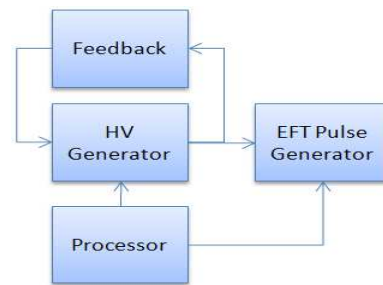 Feedback
HV
Generator
EFT Pulse
Generator
Processor